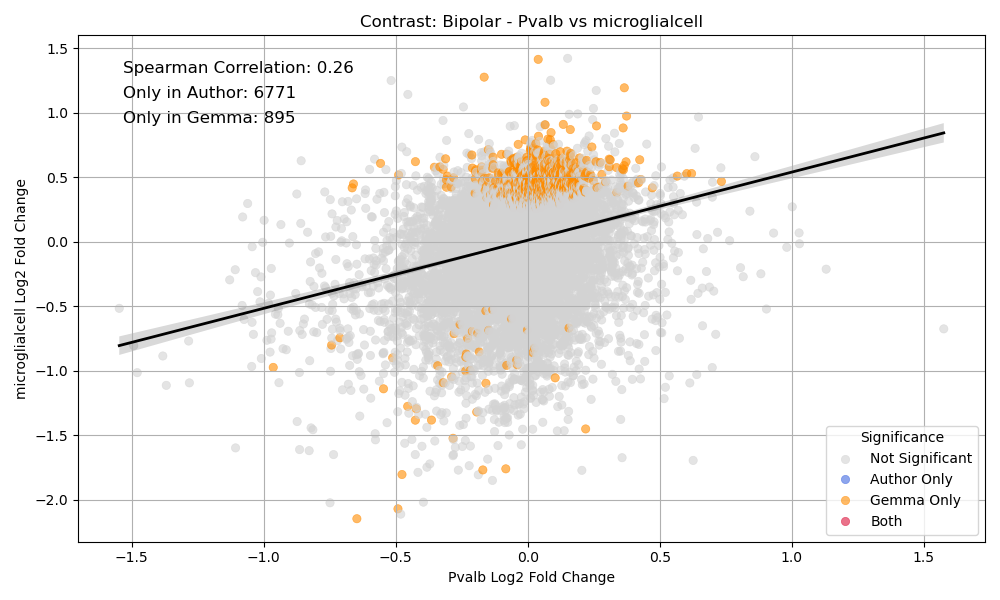 Contrast: Bipolar - Pvalb vs microglialcell
Spearman Correlation: 0.26
Only in Author: 6771
Only in Gemma: 895
microglialcell Log2 Fold Change
1.5
1.0
0.5
0.0
−0.5
−1.0
−1.5
−2.0
Significance
Not Significant
Author Only
Gemma Only
Both
−1.5 −1.0 −0.5 0.0 0.5 1.0 1.5
Pvalb Log2 Fold Change